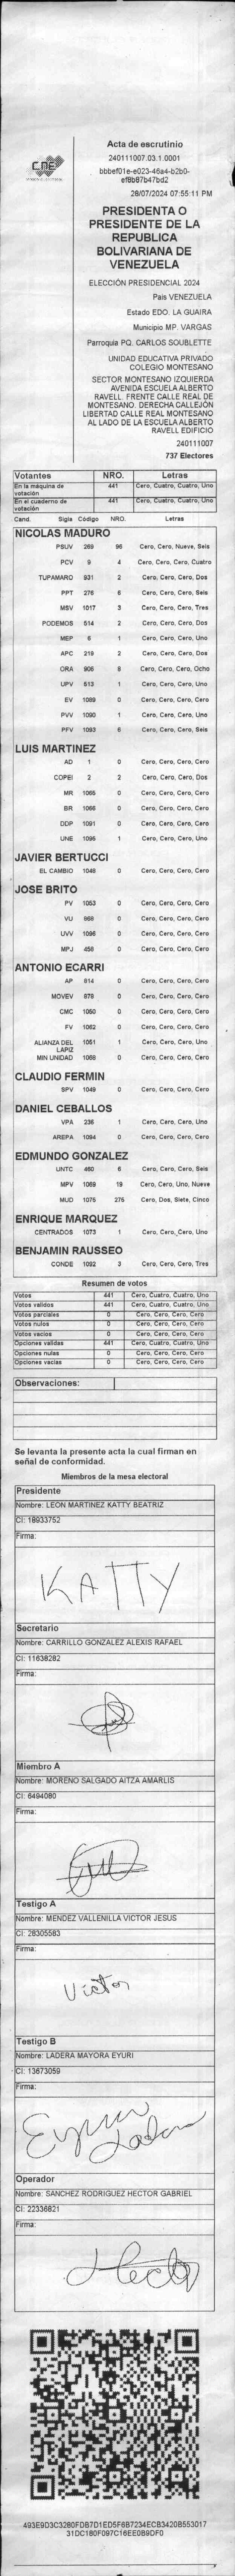 CNE
Acta de escrutinio
240111007.03.1.0001
bbbef01e-e023-46a4-b2b0-
ef8b87b47bd2
28/07/2024 07:55:11 PM
PRESIDENTA O
PRESIDENTE DE LA
REPUBLICA
BOLIVARIANA DE
VENEZUELA
ELECCIÓN PRESIDENCIAL 2024
Pais VENEZUELA
Estado EDO. LA GUAIRA
Municipio MP. VARGAS
Parroquia PQ. CARLOS SOUBLETTE
UNIDAD EDUCATIVA PRIVADO
COLEGIO MONTESANO
SECTOR MONTESANO IZQUIERDA
AVENIDA ESCUELA ALBERTO
RAVELL. FRENTE CALLE REAL DE
MONTESANO. DERECHA CALLEJÓN
LIBERTAD CALLE REAL MONTESANO
AL LADO DE LA ESCUELA ALBERTO
RAVELL EDIFICIO
240111007
737 Electores
Votantes NRO. Letras
En la máquina de votación 441 Cero, Cuatro, Cuatro, Uno
En el cuaderno de votación 441 Cero, Cuatro, Cuatro, Uno
Cand. Sigla Código NRO. Letras
NICOLAS MADURO
PSUV 269 96 Cero, Cero, Nueve, Seis
PCV 9 4 Cero, Cero, Cero, Cuatro
TUPAMARO 931 2 Cero, Cero, Cero, Dos
PPT 276 6 Cero, Cero, Cero, Seis
MSV 1017 3 Cero, Cero, Cero, Tres
PODEMOS 514 2 Cero, Cero, Cero, Dos
MEP 6 1 Cero, Cero, Cero, Uno
APC 219 2 Cero, Cero, Cero, Dos
ORA 906 8 Cero, Cero, Cero, Ocho
UPV 513 1 Cero, Cero, Cero, Uno
EV 1089 0 Cero, Cero, Cero, Cero
PVV 1090 1 Cero, Cero, Cero, Uno
PFV 1093 6 Cero, Cero, Cero, Seis
LUIS MARTINEZ
AD 1 0 Cero, Cero, Cero, Cero
COPEI 2 2 Cero, Cero, Cero, Dos
MR 1065 0 Cero, Cero, Cero, Cero
BR 1066 0 Cero, Cero, Cero, Cero
DDP 1091 0 Cero, Cero, Cero, Cero
UNE 1095 1 Cero, Cero, Cero, Uno
JAVIER BERTUCCI
EL CAMBIO 1048 0 Cero, Cero, Cero, Cero
JOSE BRITO
PV 1053 0 Cero, Cero, Cero, Cero
VU 868 0 Cero, Cero, Cero, Cero
UVV 1096 0 Cero, Cero, Cero, Cero
MPJ 458 0 Cero, Cero, Cero, Cero
ANTONIO ECARRI
AP 814 0 Cero, Cero, Cero, Cero
MOVEV 878 0 Cero, Cero, Cero, Cero
CMC 1050 0 Cero, Cero, Cero, Cero
FV 1062 0 Cero, Cero, Cero, Cero
ALIANZA DEL LAPIZ 1051 1 Cero, Cero, Cero, Uno
MIN UNIDAD 1068 0 Cero, Cero, Cero, Cero
CLAUDIO FERMIN
SPV 1049 0 Cero, Cero, Cero, Cero
DANIEL CEBALLOS
VPA 236 1 Cero, Cero, Cero, Uno
AREPA 1094 0 Cero, Cero, Cero, Cero
EDMUNDO GONZALEZ
UNTC 460 6 Cero, Cero, Cero, Seis
MPV 1069 19 Cero, Cero, Uno, Nueve
MUD 1075 275 Cero, Dos, Siete, Cinco
ENRIQUE MARQUEZ
CENTRADOS 1073 1 Cero, Cero, Cero, Uno
BENJAMIN RAUSSEO
CONDE 1092 3 Cero, Cero, Cero, Tres
Resumen de votos
Votos 441 Cero, Cuatro, Cuatro, Uno
Votos validos 441 Cero, Cuatro, Cuatro, Uno
Votos parciales 0 Cero, Cero, Cero, Cero
Votos nulos 0 Cero, Cero, Cero, Cero
Votos vacios 0 Cero, Cero, Cero, Cero
Opciones validas 441 Cero, Cuatro, Cuatro, Uno
Opciones nulas 0 Cero, Cero, Cero, Cero
Opciones vacias 0 Cero, Cero, Cero, Cero
Observaciones:
Se levanta la presente acta la cual firman en
señal de conformidad.
Miembros de la mesa electoral
Presidente
Nombre: LEON MARTINEZ KATTY BEATRIZ
CI: 18933752
Firma:
KATTY
Secretario
Nombre: CARRILLO GONZALEZ ALEXIS RAFAEL
CI: 11638282
Firma:
Miembro A
Nombre: MORENO SALGADO AITZA AMARLIS
CI: 6494080
Firma:
Testigo A
Nombre: MENDEZ VALLENILLA VICTOR JESUS
CI: 28305583
Firma:
Victor
Testigo B
Nombre: LADERA MAYORA EYURI
CI: 13673059
Firma:
Eyuri Ladera
Operador
Nombre: SANCHEZ RODRIGUEZ HECTOR GABRIEL
CI: 22336821
Firma:
Hector
493E9D3C3280FDB7D1ED5F6B7234ECB3420B553017
31DC180F097C16EE0B9DF0